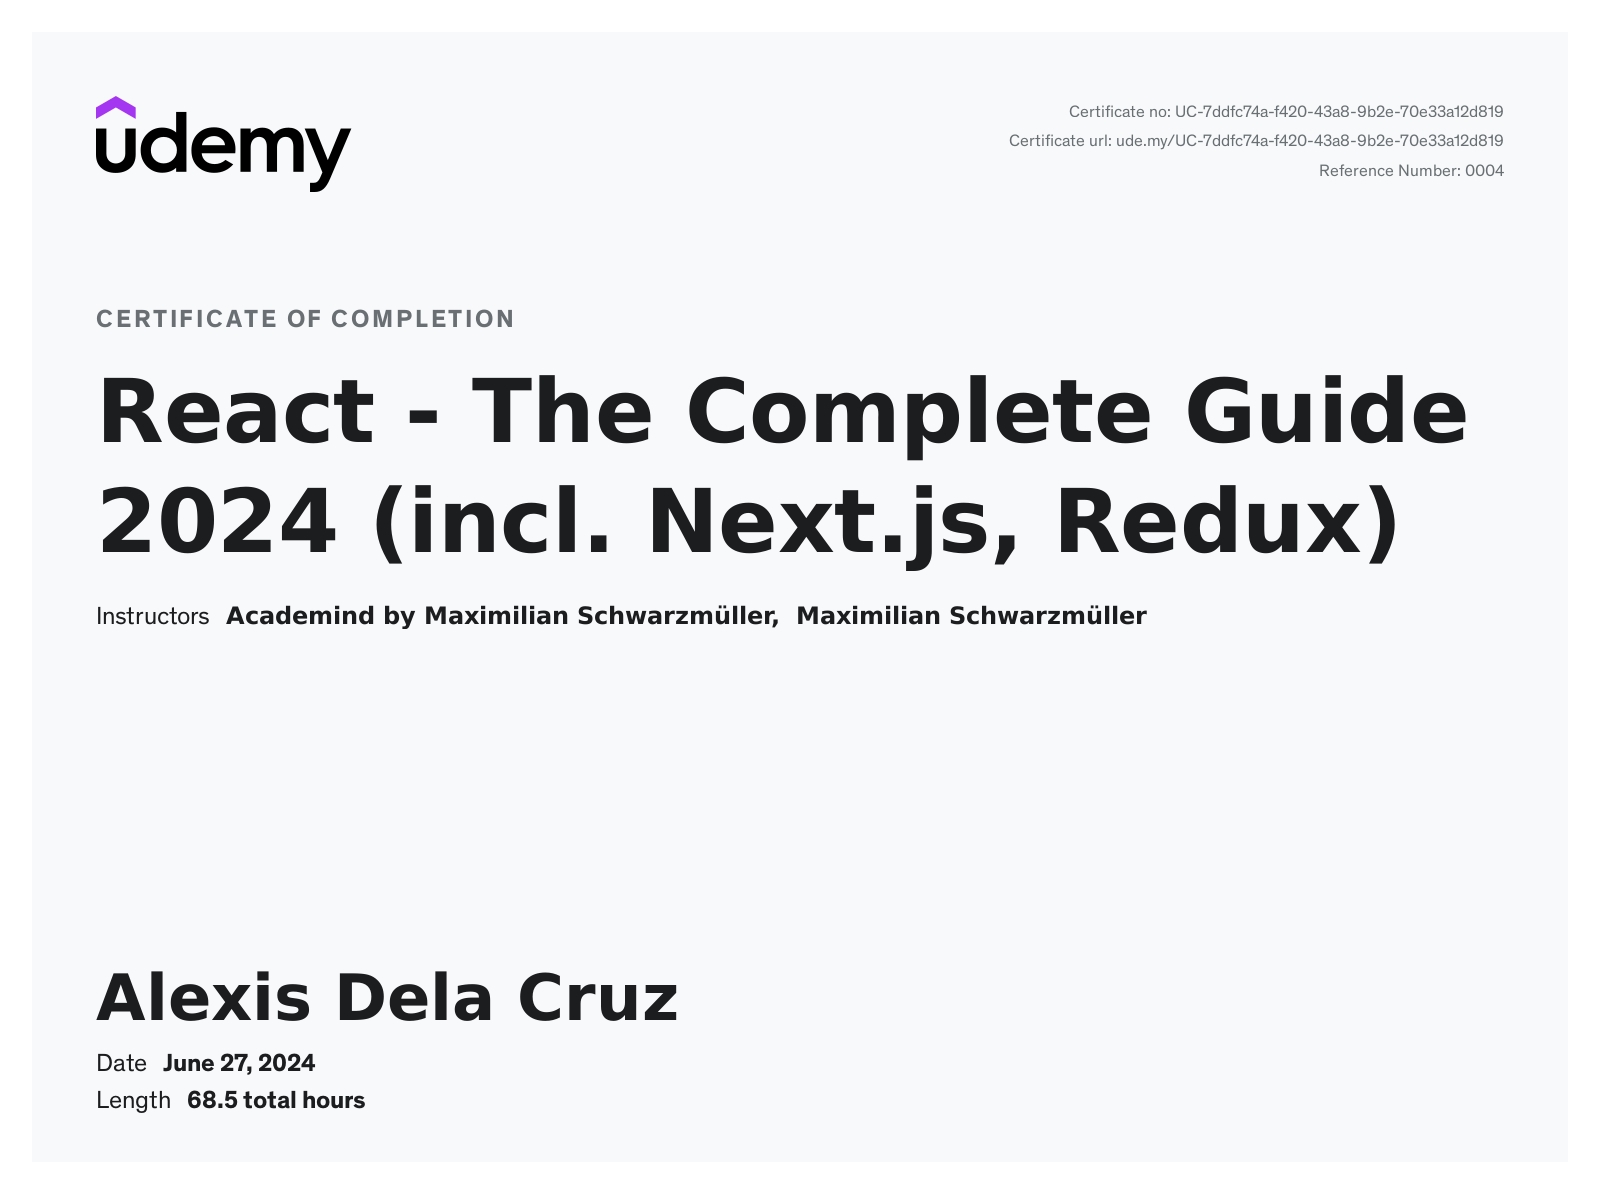 udemy
Certificate no: UC-7ddfc74a-f420-43a8-9b2e-70e33a12d819
Certificate url: ude.my/UC-7ddfc74a-f420-43a8-9b2e-70e33a12d819
Reference Number: 0004
CERTIFICATE OF COMPLETION
React - The Complete Guide
2024 (incl. Next.js, Redux)
Instructors Academind by Maximilian Schwarzmüller, Maximilian Schwarzmüller
Alexis Dela Cruz
Date June 27, 2024
Length 68.5 total hours